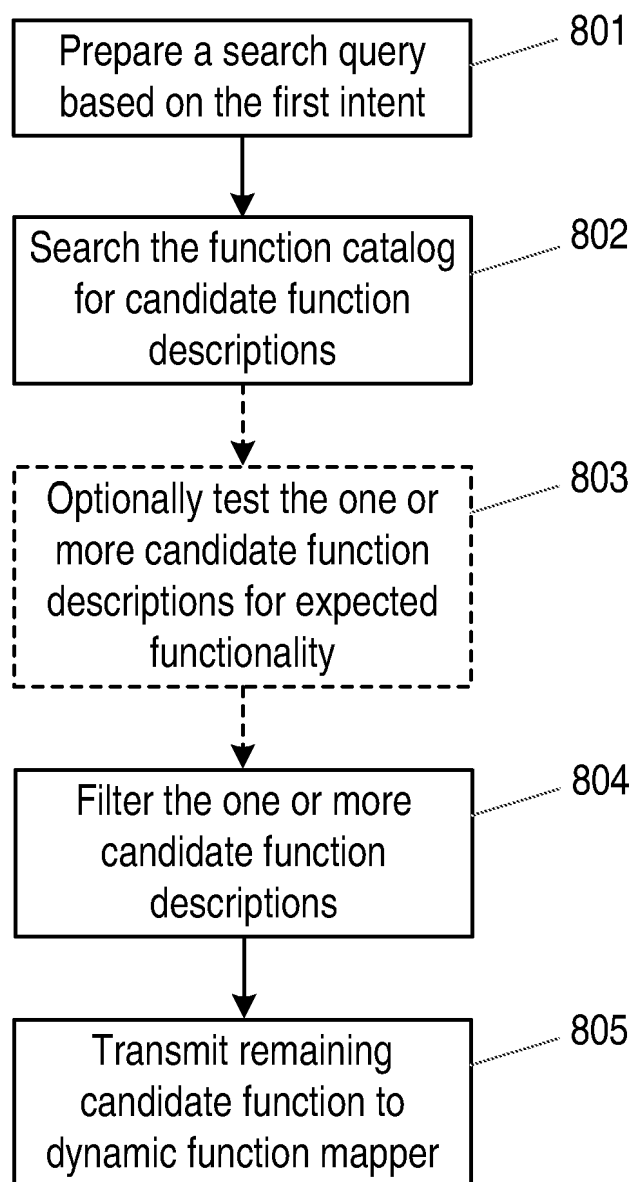 Prepare a search query
based on the first intent
801
Search the function catalog
for candidate function
descriptions
802
Optionally test the one or
more candidate function
descriptions for expected
functionality
803
Filter the one or more
candidate function
descriptions
804
Transmit remaining
candidate function to
dynamic function mapper
805